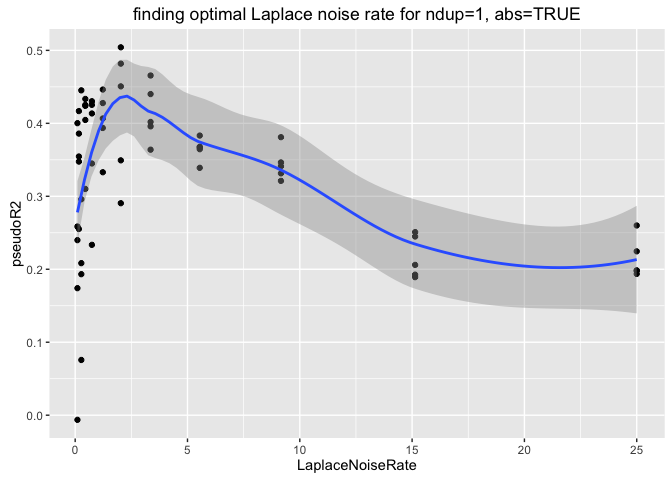 finding optimal Laplace noise rate for ndup=1, abs=TRUE
0.5
0.4
0.3
0.2
0.1
0.0
pseudoR2
0 5 10 15 20 25
LaplaceNoiseRate